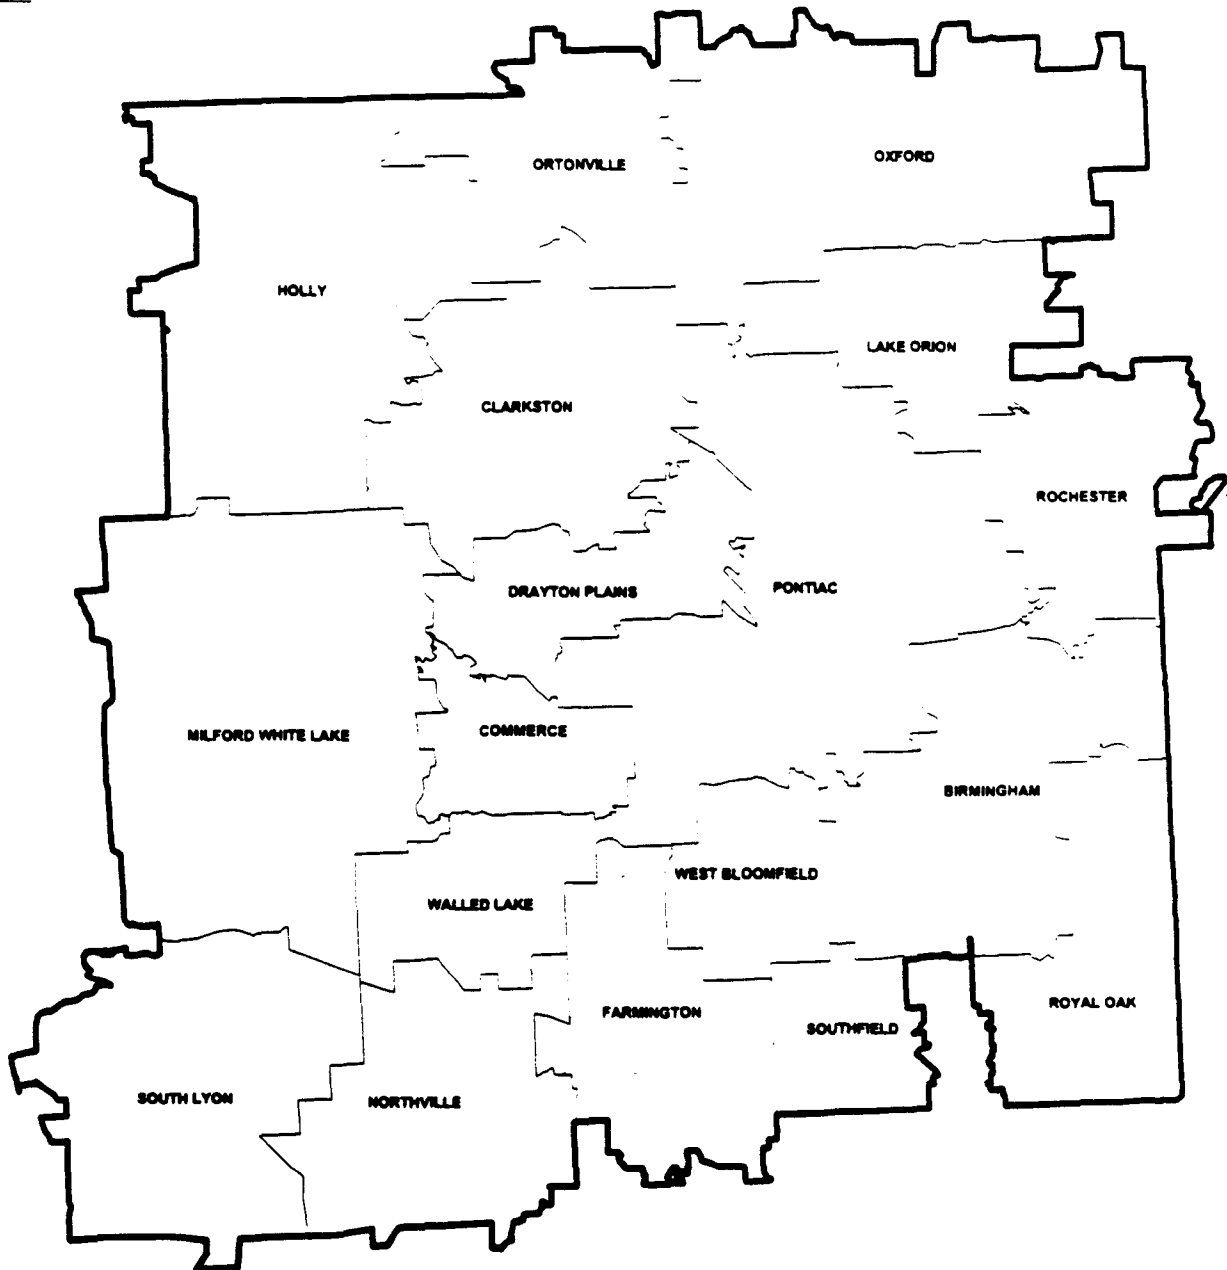 OXFORD
ORTONVILLE
HOLLY
LAKE ORION
CLARKSTON
ROCHESTER
PONTIAC
DRAYTON PLAINS
COMMERCE
MILFORD WHITE LAKE
BIRMINGHAM
WEST BLOOMFIELD
WALLED LAKE
ROYAL OAK
FARMINGTON
SOUTHFIELD
SOUTH LYON
NORTHVILLE